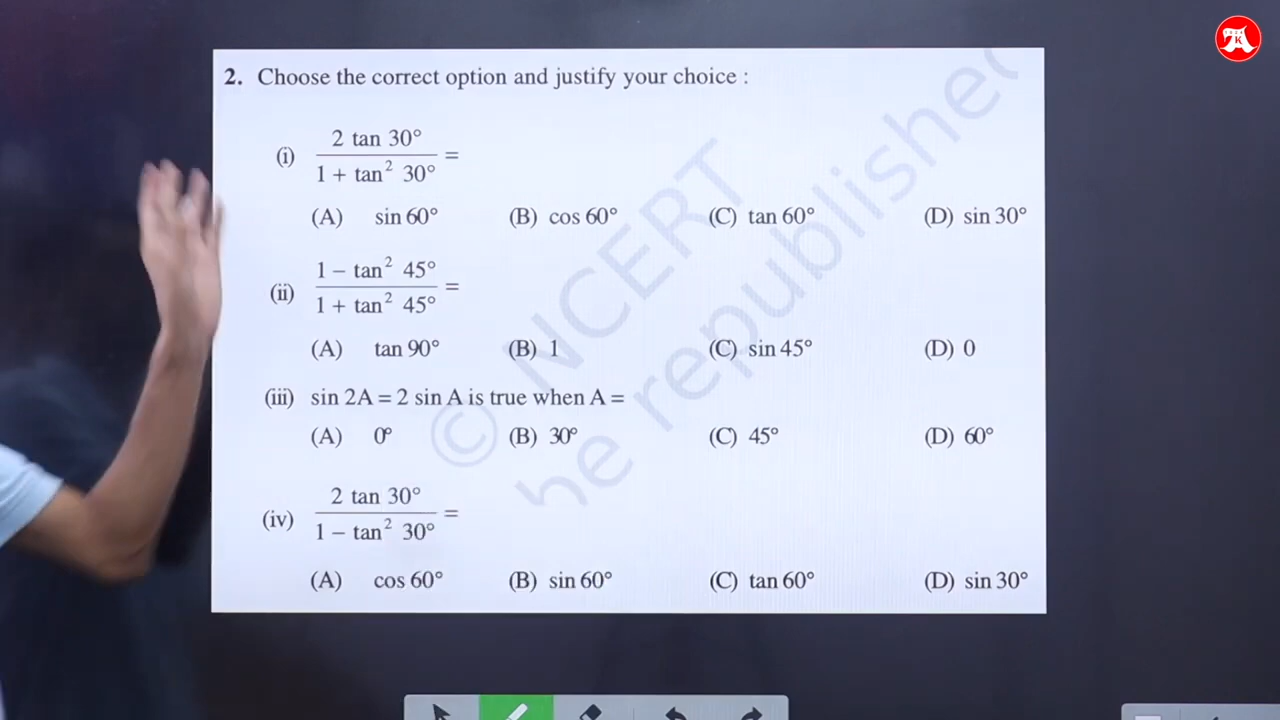 2. Choose the correct option and justify your choice :
(i) 2 tan 30° / 1 + tan² 30° =
(A) sin 60° (B) cos 60° (C) tan 60° (D) sin 30°
(ii) 1 − tan² 45° / 1 + tan² 45° =
(A) tan 90° (B) 1 (C) sin 45° (D) 0
(iii) sin 2A = 2 sin A is true when A =
(A) 0° (B) 30° (C) 45° (D) 60°
(iv) 2 tan 30° / 1 − tan² 30° =
(A) cos 60° (B) sin 60° (C) tan 60° (D) sin 30°
© NCERT
he republished